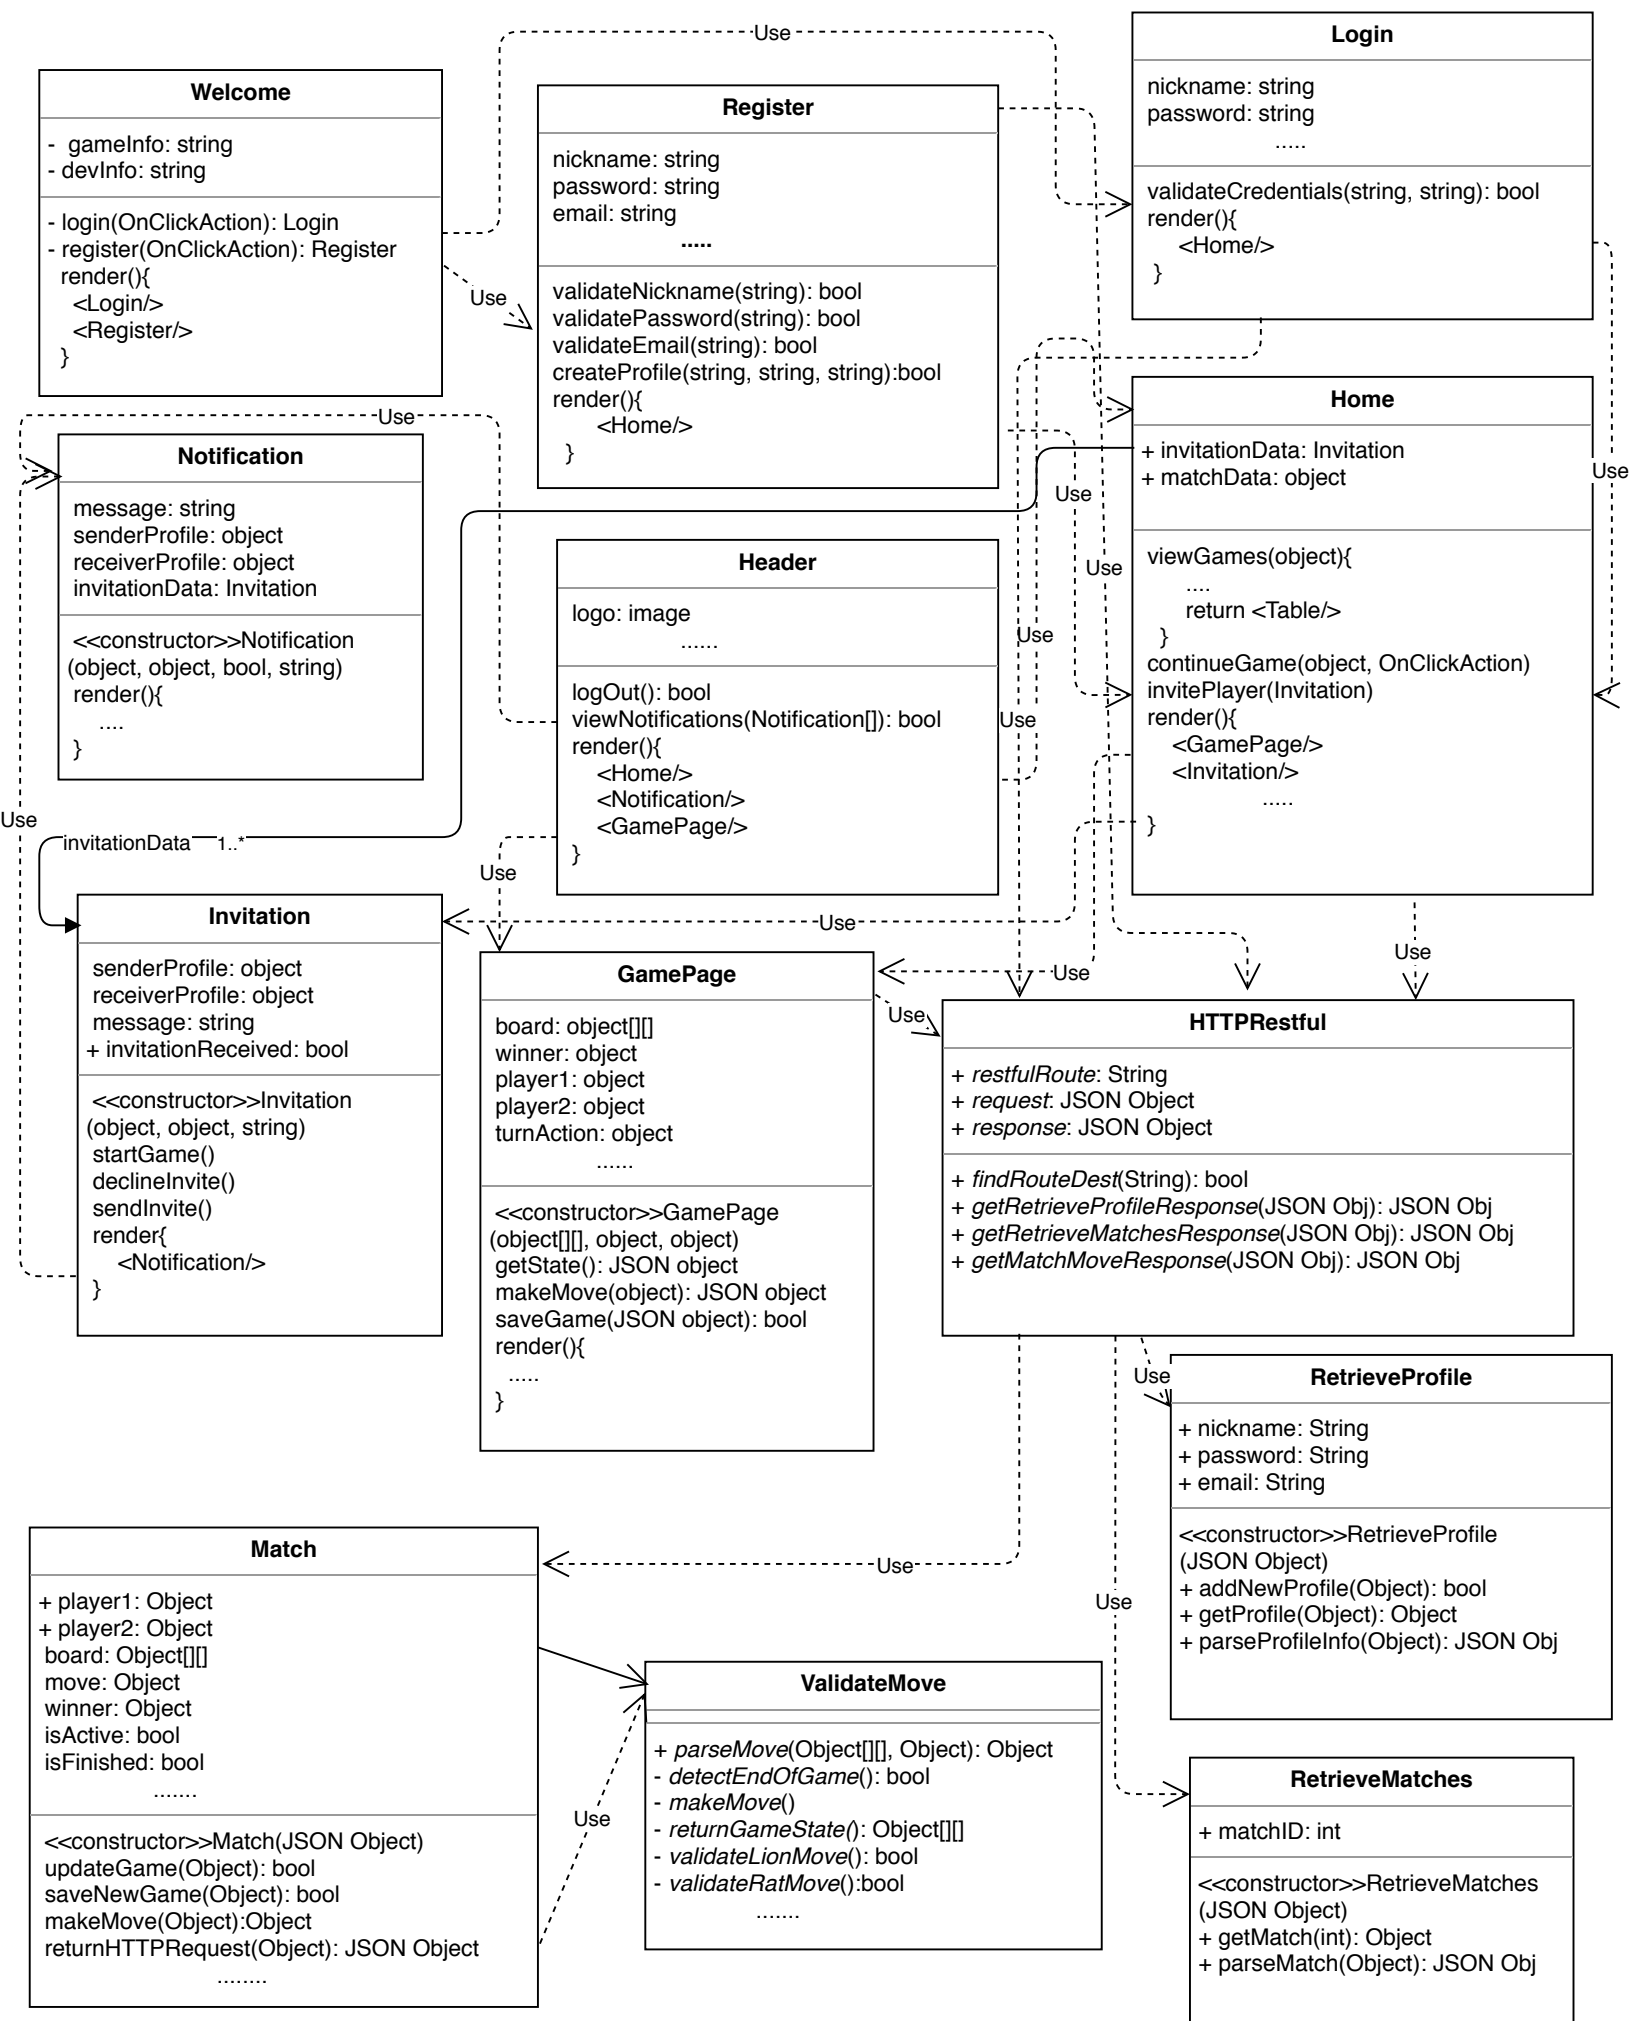 Use
Login
nickname: string
password: string
.....
validateCredentials(string, string): bool
render(){
<Home/>
}
Welcome
- gameInfo: string
- devInfo: string
- login(OnClickAction): Login
- register(OnClickAction): Register
render(){
<Login/>
<Register/>
}
Use
Register
nickname: string
password: string
email: string
.....
validateNickname(string): bool
validatePassword(string): bool
validateEmail(string): bool
createProfile(string, string, string):bool
render(){
<Home/>
}
Use
Notification
message: string
senderProfile: object
receiverProfile: object
invitationData: Invitation
<<constructor>>Notification
(object, object, bool, string)
render(){
....
}
Header
logo: image
......
logOut(): bool
viewNotifications(Notification[]): bool
render(){
<Home/>
<Notification/>
<GamePage/>
}
Use
Use
Use
Use
Home
+ invitationData: Invitation
+ matchData: object
viewGames(object){
....
return <Table/>
}
continueGame(object, OnClickAction)
invitePlayer(Invitation)
render(){
<GamePage/>
<Invitation/>
.....
}
Use
Use
invitationData
1..*
Use
Use
Use
Use
Use
Invitation
senderProfile: object
receiverProfile: object
message: string
+ invitationReceived: bool
<<constructor>>Invitation
(object, object, string)
startGame()
declineInvite()
sendInvite()
render{
<Notification/>
}
GamePage
board: object[][]
winner: object
player1: object
player2: object
turnAction: object
......
<<constructor>>GamePage
(object[][], object, object)
getState(): JSON object
makeMove(object): JSON object
saveGame(JSON object): bool
render(){
.....
}
HTTPRestful
+ restfulRoute: String
+ request: JSON Object
+ response: JSON Object
+ findRouteDest(String): bool
+ getRetrieveProfileResponse(JSON Obj): JSON Obj
+ getRetrieveMatchesResponse(JSON Obj): JSON Obj
+ getMatchMoveResponse(JSON Obj): JSON Obj
Use
RetrieveProfile
+ nickname: String
+ password: String
+ email: String
<<constructor>>RetrieveProfile
(JSON Object)
+ addNewProfile(Object): bool
+ getProfile(Object): Object
+ parseProfileInfo(Object): JSON Obj
Use
Use
Match
+ player1: Object
+ player2: Object
board: Object[][]
move: Object
winner: Object
isActive: bool
isFinished: bool
.......
<<constructor>>Match(JSON Object)
updateGame(Object): bool
saveNewGame(Object): bool
makeMove(Object):Object
returnHTTPRequest(Object): JSON Object
........
Use
ValidateMove
+ parseMove(Object[][], Object): Object
- detectEndOfGame(): bool
- makeMove()
- returnGameState(): Object[][]
- validateLionMove(): bool
- validateRatMove():bool
.......
RetrieveMatches
+ matchID: int
<<constructor>>RetrieveMatches
(JSON Object)
+ getMatch(int): Object
+ parseMatch(Object): JSON Obj